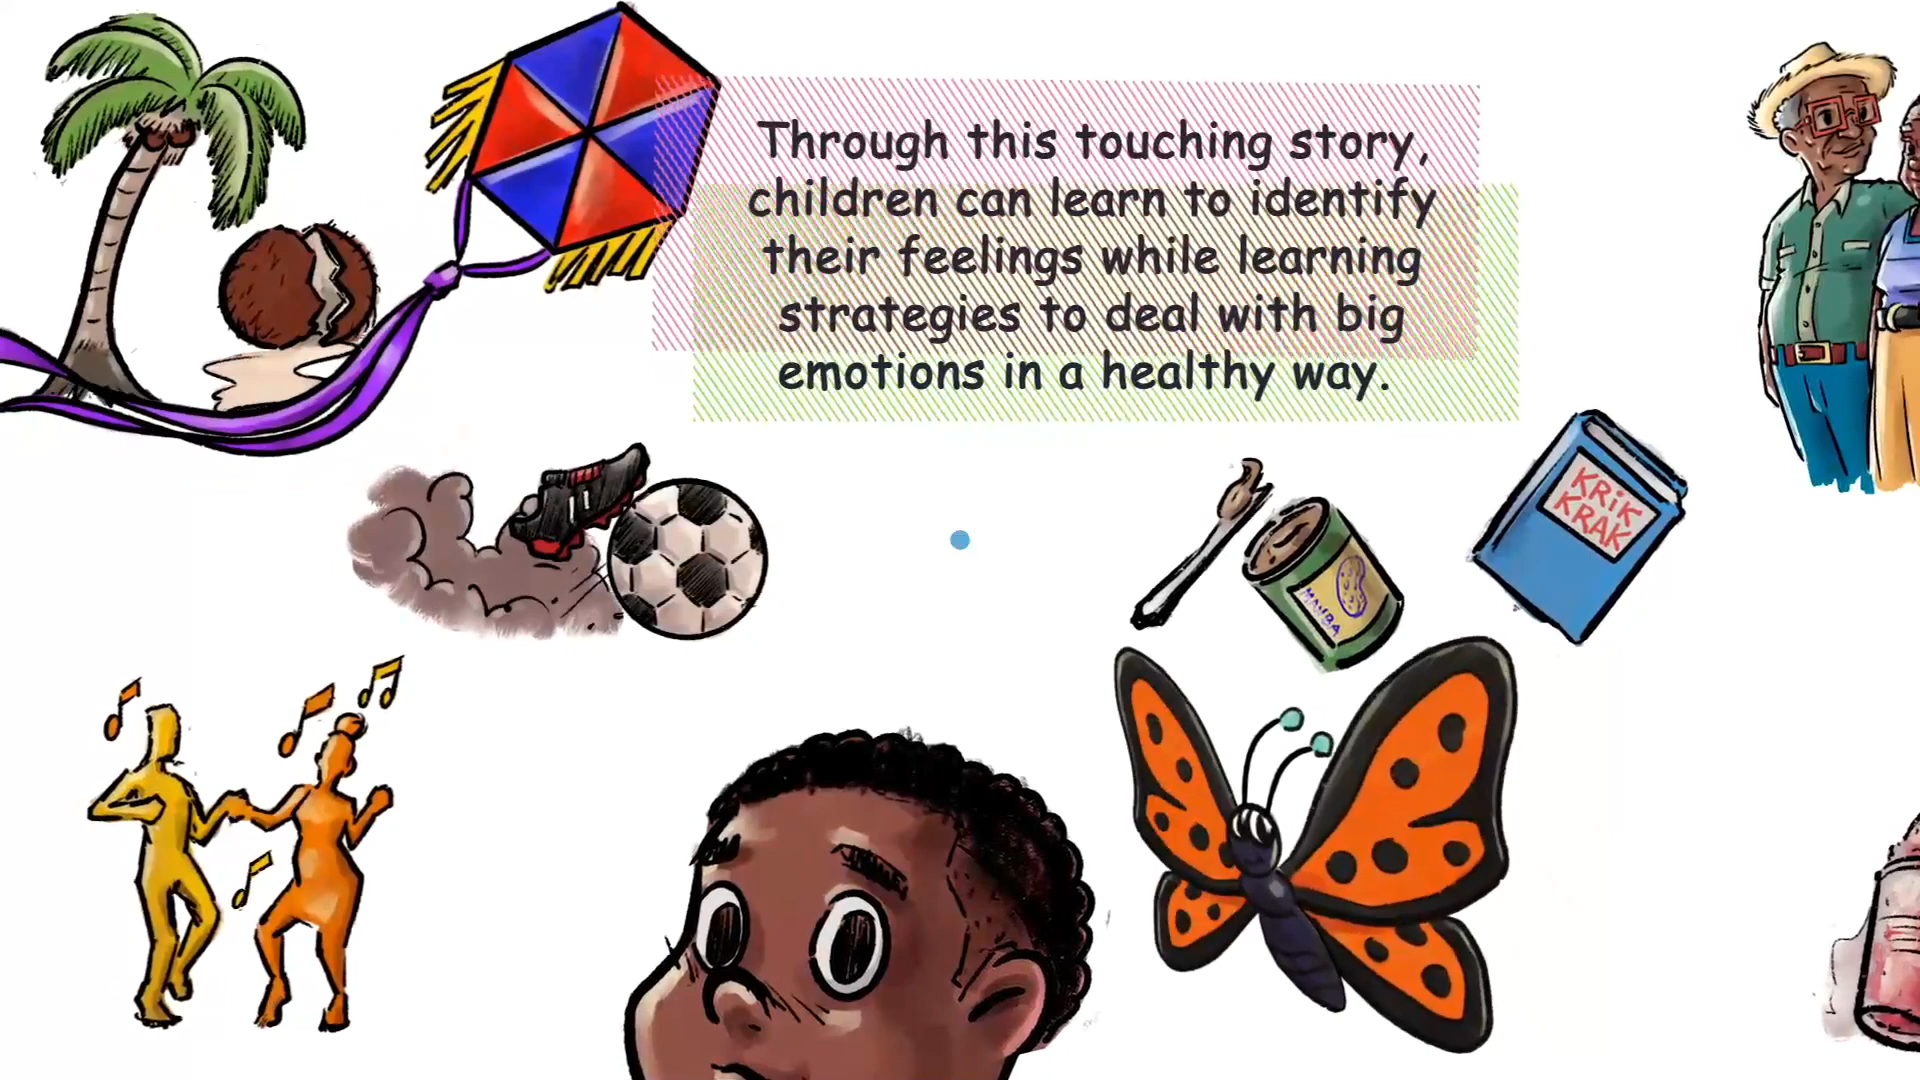 Through this touching story,
children can learn to identify
their feelings while learning
strategies to deal with big
emotions in a healthy way.
KRiK
KRAK
MANBA